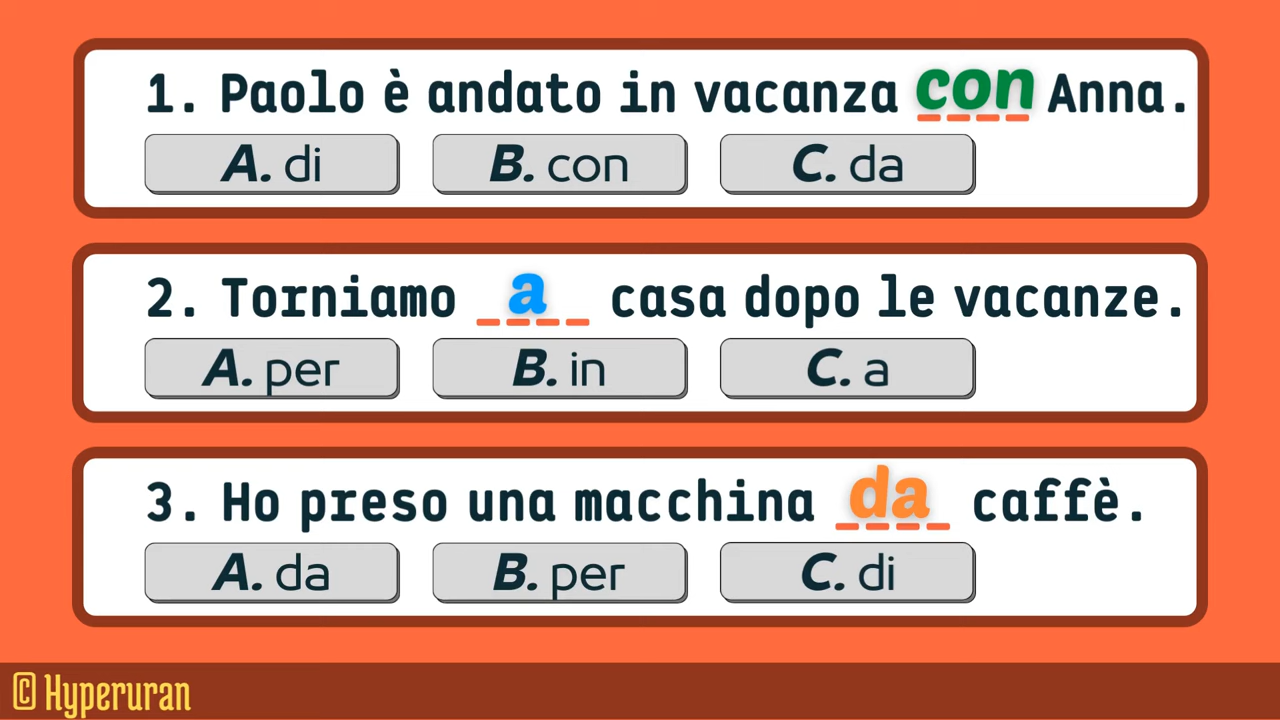 1. Paolo è andato in vacanza con Anna.
A. di B. con C. da
2. Torniamo a casa dopo le vacanze.
A. per B. in C. a
3. Ho preso una macchina da caffè.
A. da B. per C. di
© Hyperuran